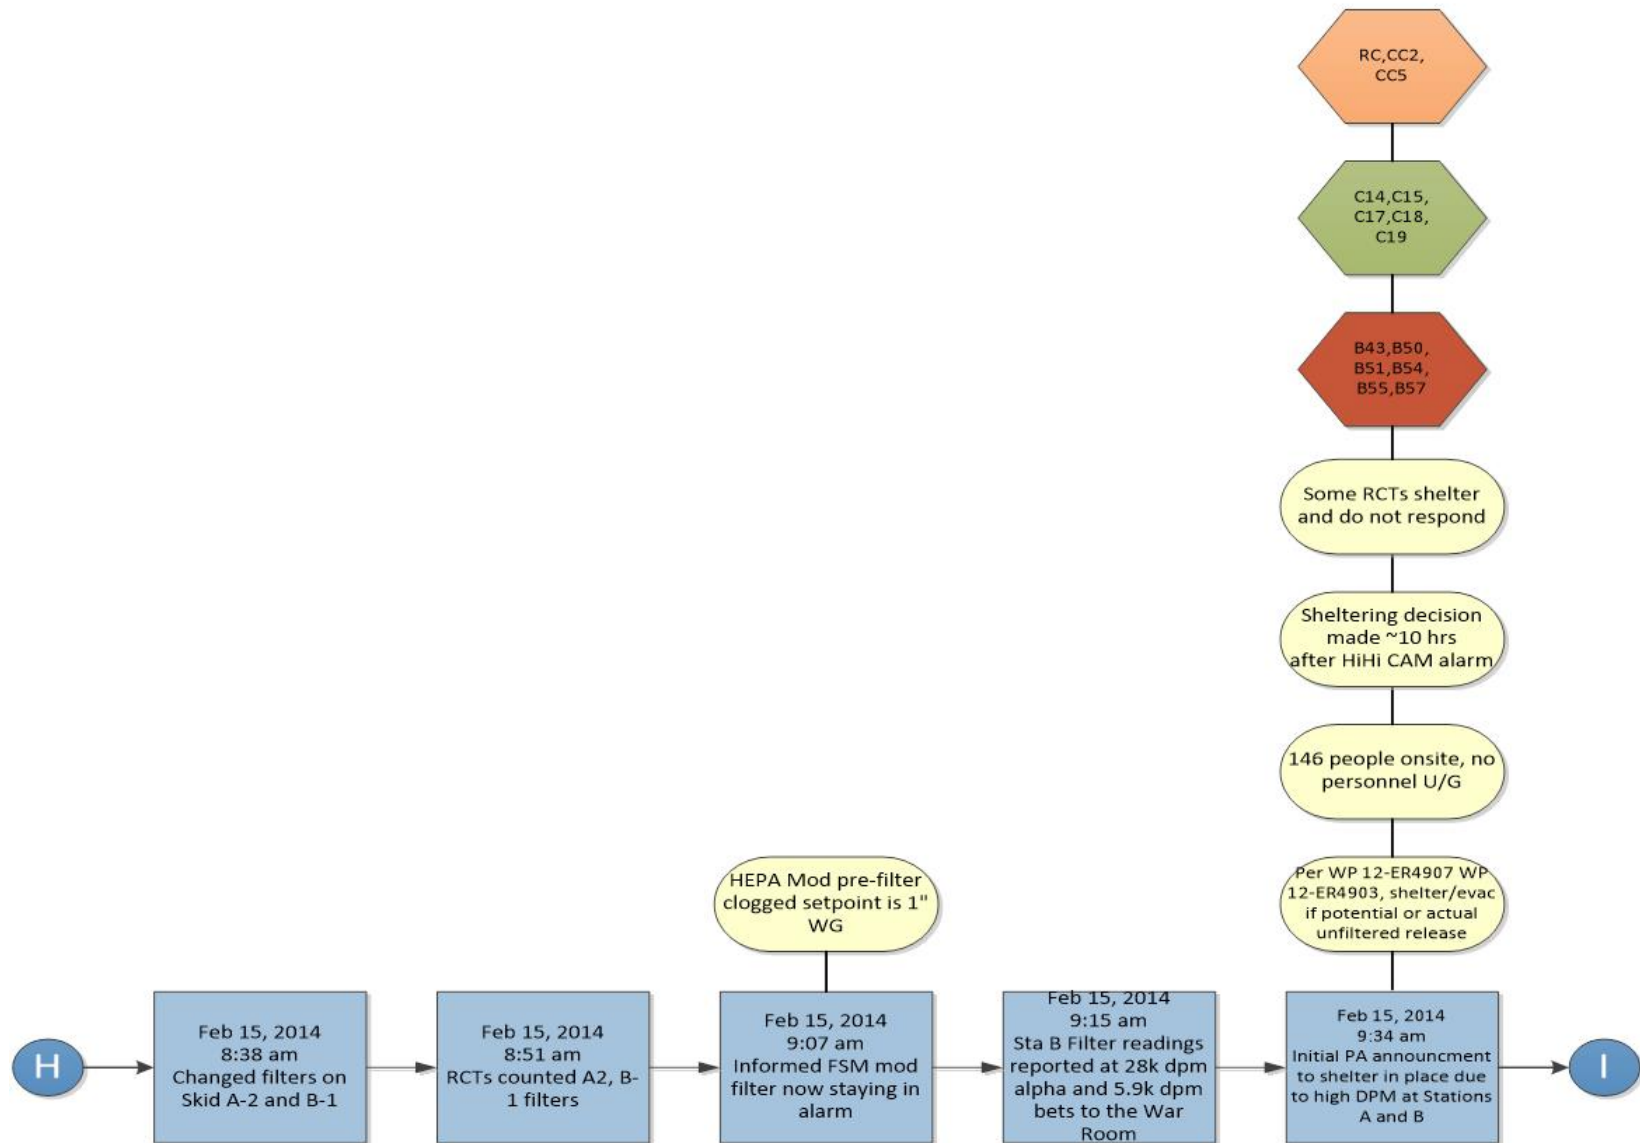 RC,CC2,
CC5
C14,C15,
C17,C18,
C19
B43,B50,
B51,B54,
B55,B57
Some RCTs shelter
and do not respond
Sheltering decision
made ~10 hrs
after HiHi CAM alarm
146 people onsite, no
personnel U/G
HEPA Mod pre-filter
clogged setpoint is 1"
WG
Per WP 12-ER4907 WP
12-ER4903, shelter/evac
if potential or actual
unfiltered release
H
Feb 15, 2014
8:38 am
Changed filters on
Skid A-2 and B-1
Feb 15, 2014
8:51 am
RCTs counted A2, B-
1 filters
Feb 15, 2014
9:07 am
Informed FSM mod
filter now staying in
alarm
Feb 15, 2014
9:15 am
Sta B Filter readings
reported at 28k dpm
alpha and 5.9k dpm
bets to the War
Room
Feb 15, 2014
9:34 am
Initial PA announcment
to shelter in place due
to high DPM at Stations
A and B
I